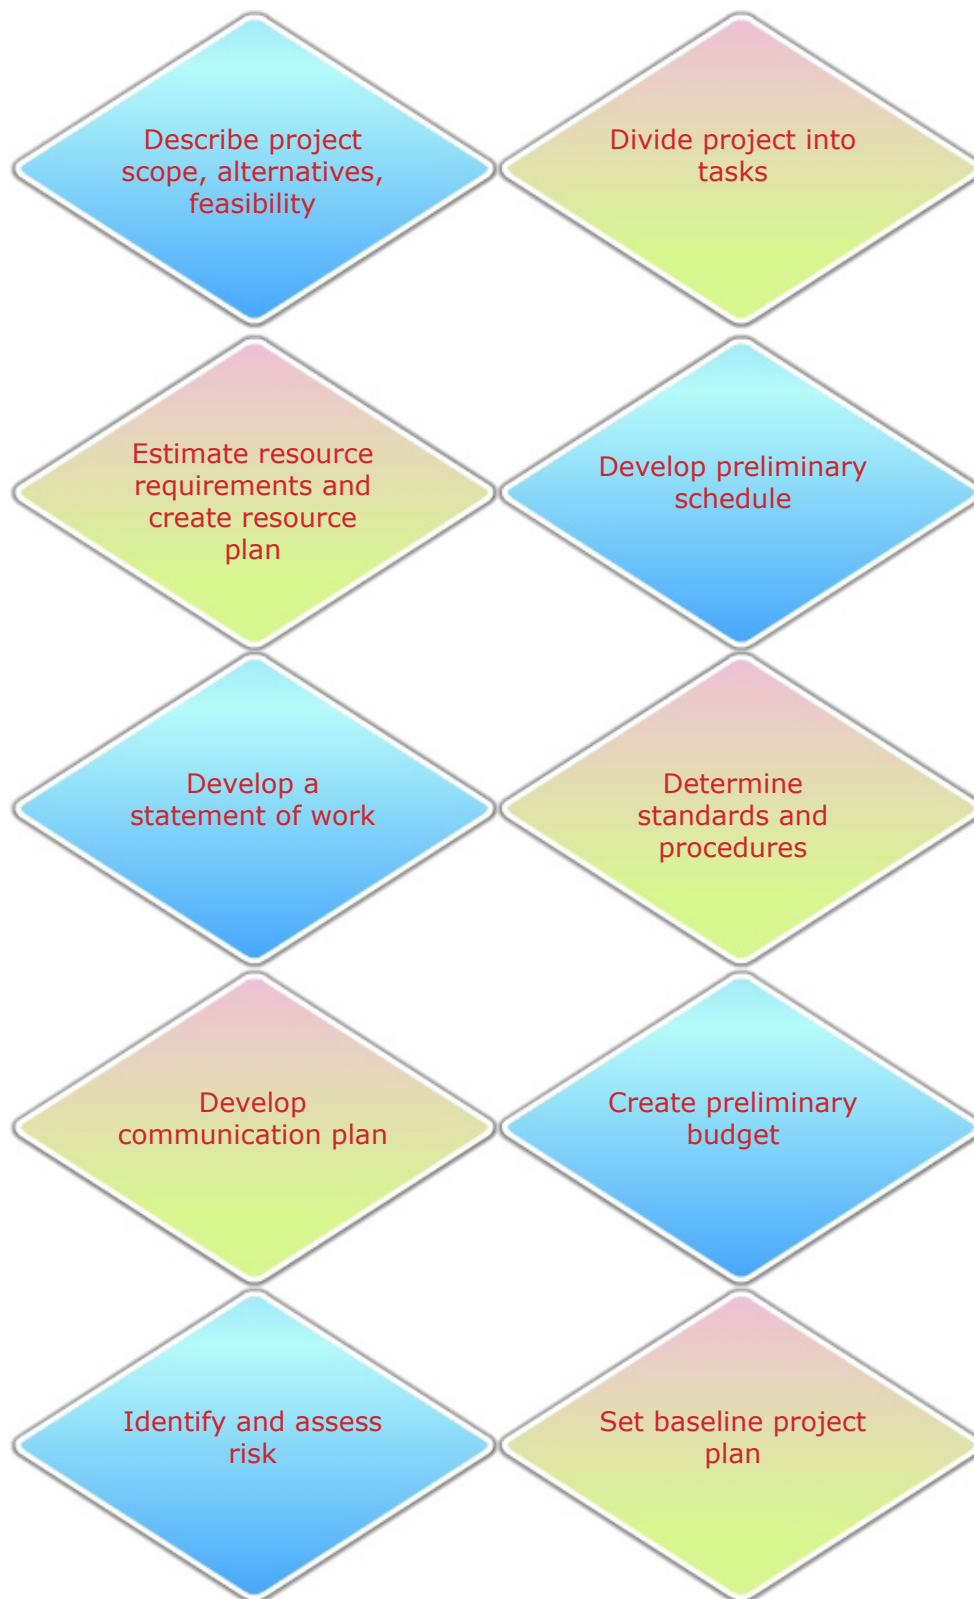 Describe project
scope, alternatives,
feasibility
Divide project into
tasks
Estimate resource
requirements and
create resource
plan
Develop preliminary
schedule
Develop a
statement of work
Determine
standards and
procedures
Develop
communication plan
Create preliminary
budget
Identify and assess
risk
Set baseline project
plan